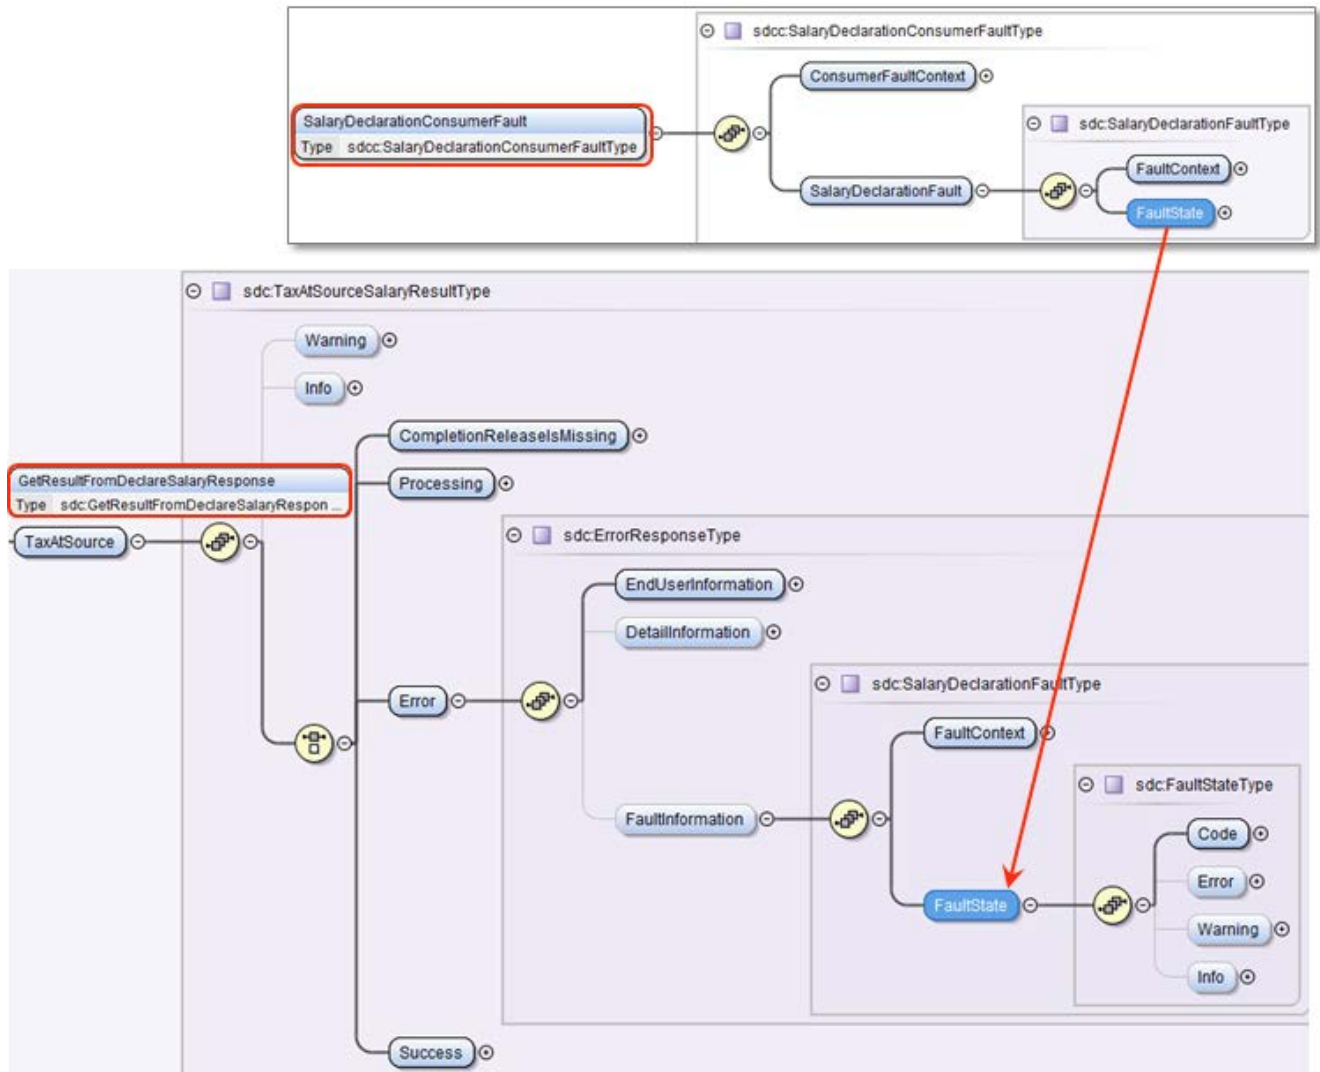 sdcc:SalaryDeclarationConsumerFaultType
ConsumerFaultContext
SalaryDeclarationConsumerFault
Type sdcc:SalaryDeclarationConsumerFaultType
sdc:SalaryDeclarationFaultType
FaultContext
SalaryDeclarationFault
FaultState
sdc:TaxAtSourceSalaryResultType
Warning
Info
CompletionReleaseIsMissing
GetResultFromDeclareSalaryResponse
Type sdc:GetResultFromDeclareSalaryRespon ...
Processing
TaxAtSource
sdc:ErrorResponseType
EndUserInformation
DetailInformation
Error
sdc:SalaryDeclarationFaultType
FaultContext
FaultInformation
sdc:FaultStateType
Code
Error
FaultState
Warning
Info
Success